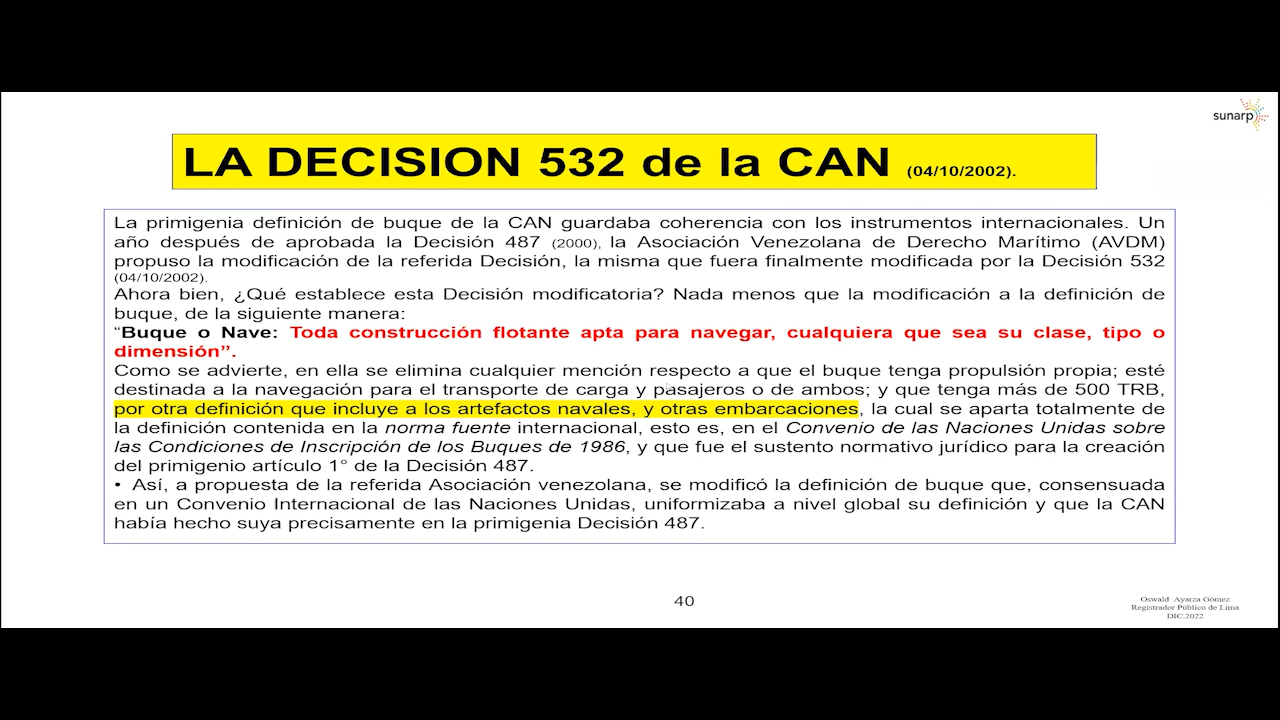 sunarp
LA DECISION 532 de la CAN (04/10/2002).
La primigenia definición de buque de la CAN guardaba coherencia con los instrumentos internacionales. Un
año después de aprobada la Decisión 487 (2000), la Asociación Venezolana de Derecho Marítimo (AVDM)
propuso la modificación de la referida Decisión, la misma que fuera finalmente modificada por la Decisión 532
(04/10/2002).
Ahora bien, ¿Qué establece esta Decisión modificatoria? Nada menos que la modificación a la definición de
buque, de la siguiente manera:
“Buque o Nave: Toda construcción flotante apta para navegar, cualquiera que sea su clase, tipo o
dimensión”.
Como se advierte, en ella se elimina cualquier mención respecto a que el buque tenga propulsión propia; esté
destinada a la navegación para el transporte de carga y pasajeros o de ambos; y que tenga más de 500 TRB,
por otra definición que incluye a los artefactos navales, y otras embarcaciones, la cual se aparta totalmente de
la definición contenida en la norma fuente internacional, esto es, en el Convenio de las Naciones Unidas sobre
las Condiciones de Inscripción de los Buques de 1986, y que fue el sustento normativo jurídico para la creación
del primigenio artículo 1° de la Decisión 487.
• Así, a propuesta de la referida Asociación venezolana, se modificó la definición de buque que, consensuada
en un Convenio Internacional de las Naciones Unidas, uniformizaba a nivel global su definición y que la CAN
había hecho suya precisamente en la primigenia Decisión 487.
40
Oswald Ayarza Gómez
Registrador Público de Lima
DIC.2022